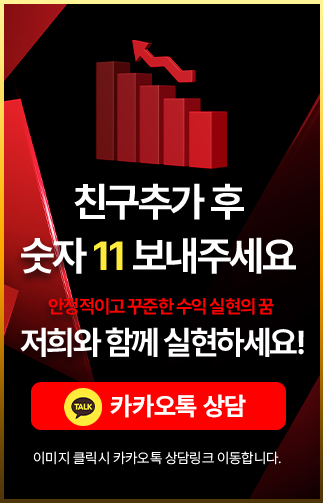 친구추가 후
숫자 11 보내주세요
안정적이고 꾸준한 수익 실현의 꿈
저희와 함께 실현하세요!
TALK 카카오톡 상담
이미지 클릭시 카카오톡 상담링크 이동합니다.